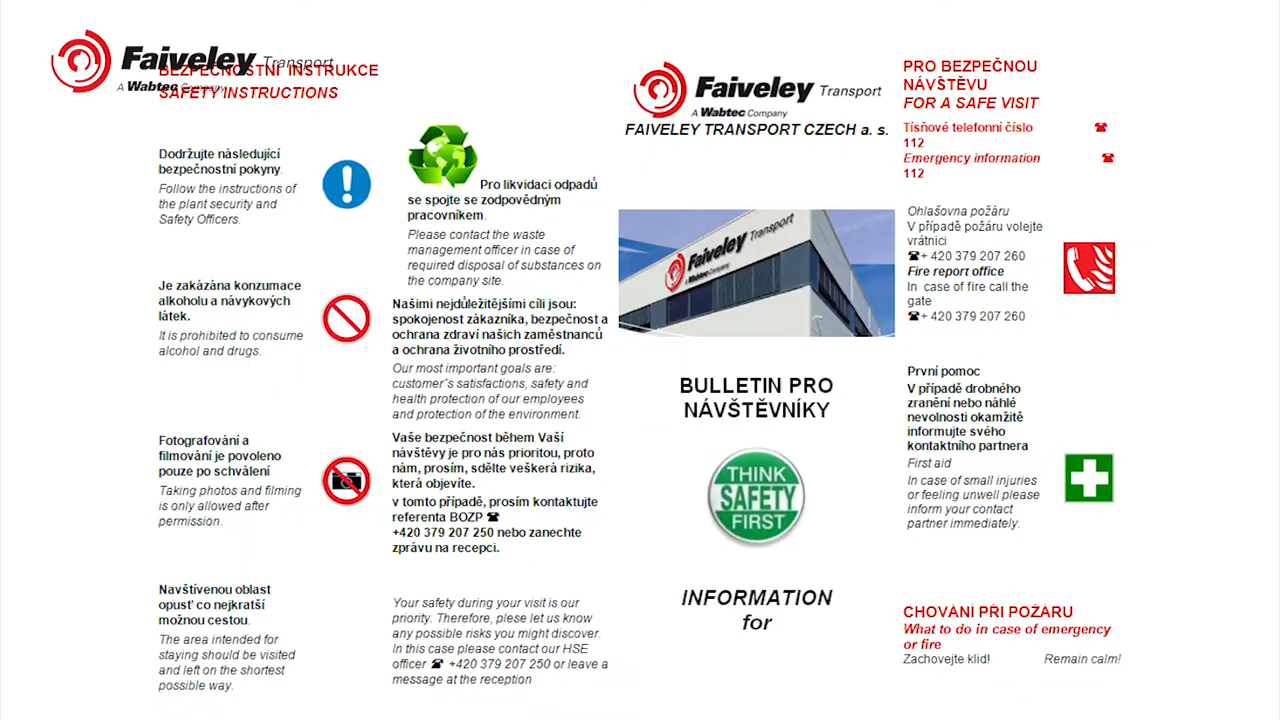 Faiveley Transport
A Wabtec Company
BEZPEČNOSTNÍ INSTRUKCE
SAFETY INSTRUCTIONS
Dodržujte následující
bezpečnostní pokyny.
Follow the instructions of
the plant security and
Safety Officers.
Je zakázána konzumace
alkoholu a návykových
látek.
It is prohibited to consume
alcohol and drugs.
Fotografování a
filmování je povoleno
pouze po schválení
Taking photos and filming
is only allowed after
permission.
Navštívenou oblast
opusť co nejkratší
možnou cestou.
The area intended for
staying should be visited
and left on the shortest
possible way.
Pro likvidaci odpadů
se spojte se zodpovědným
pracovníkem.
Please contact the waste
management officer in case of
required disposal of substances on
the company site.
Našimi nejdůležitějšími cíli jsou:
spokojenost zákazníka, bezpečnost a
ochrana zdraví našich zaměstnanců
a ochrana životního prostředí.
Our most important goals are:
customer´s satisfactions, safety and
health protection of our employees
and protection of the environment.
Vaše bezpečnost během Vaší
návštěvy je pro nás prioritou, proto
nám, prosím, sdělte veškerá rizika,
která objevíte.
v tomto případě, prosím kontaktujte
referenta BOZP ☎
+420 379 207 250 nebo zanechte
zprávu na recepci.
Your safety during your visit is our
priority. Therefore, plese let us know
any possible risks you might discover.
In this case please contact our HSE
officer ☎ +420 379 207 250 or leave a
message at the reception
Faiveley Transport
A Wabtec Company
FAIVELEY TRANSPORT CZECH a. s.
Faiveley Transport
A Wabtec Company
BULLETIN PRO
NÁVŠTĚVNÍKY
THINK
SAFETY
FIRST
INFORMATION
for
PRO BEZPEČNOU
NÁVŠTĚVU
FOR A SAFE VISIT
Tísňové telefonní číslo ☎
112
Emergency information ☎
112
Ohlašovna požáru
V případě požáru volejte
vrátnici
☎+ 420 379 207 260
Fire report office
In case of fire call the
gate
☎+ 420 379 207 260
První pomoc
V případě drobného
zranění nebo náhlé
nevolnosti okamžitě
informujte svého
kontaktního partnera
First aid
In case of small injuries
or feeling unwell please
inform your contact
partner immediately.
CHOVÁNÍ PŘI POŽÁRU
What to do in case of emergency
or fire
Zachovejte klid! Remain calm!